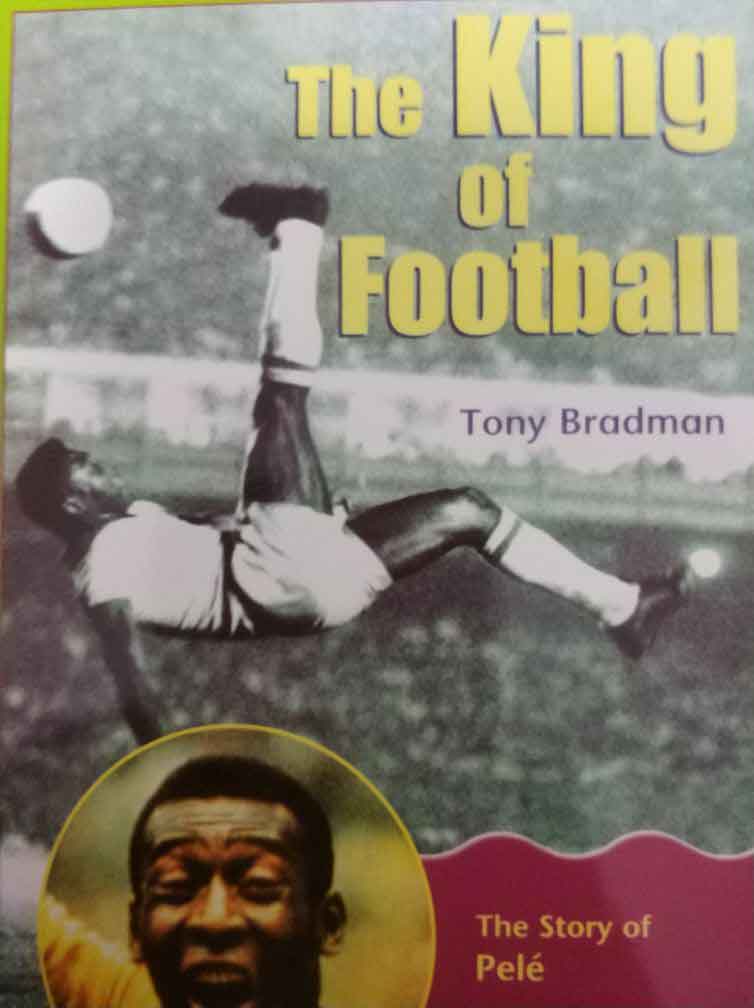 The King
of
Football
Tony Bradman
The Story of
Pelé